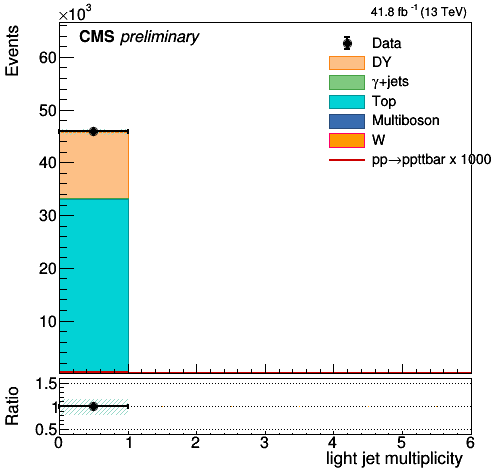 ×10³
41.8 fb⁻¹ (13 TeV)
Events
CMS preliminary
Data
DY
γ+jets
Top
Multiboson
W
pp→ppttbar x 1000
60
50
40
30
20
10
Ratio
1.5
1
0.5
0 1 2 3 4 5 6
light jet multiplicity